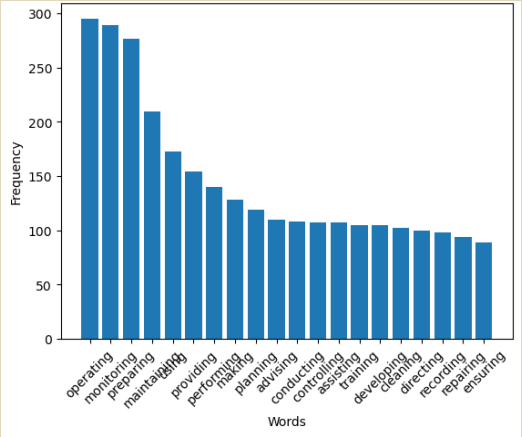 Frequency
300
250
200
150
100
50
0
operating
monitoring
preparing
maintaining
using
providing
performing
making
planning
advising
conducting
controlling
assisting
training
developing
cleaning
directing
recording
repairing
ensuring
Words